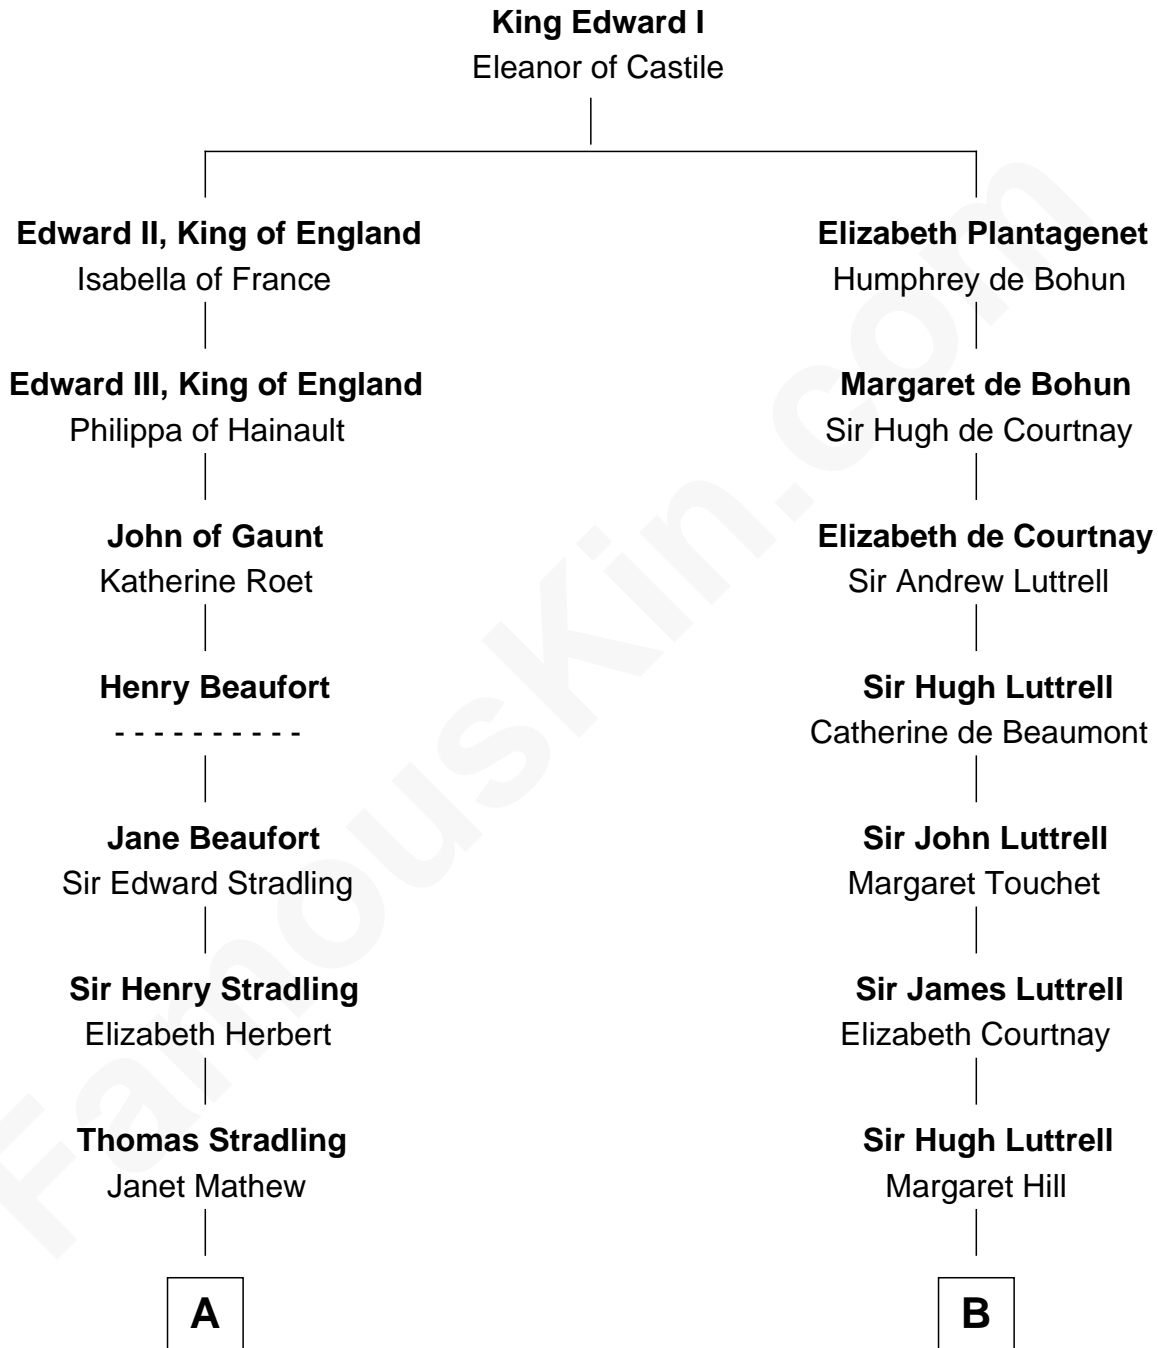 King Edward I
Eleanor of Castile
Edward II, King of England
Isabella of France
Elizabeth Plantagenet
Humphrey de Bohun
Edward III, King of England
Philippa of Hainault
Margaret de Bohun
Sir Hugh de Courtnay
John of Gaunt
Katherine Roet
Elizabeth de Courtnay
Sir Andrew Luttrell
Henry Beaufort
- - - - - - - - - -
Sir Hugh Luttrell
Catherine de Beaumont
Jane Beaufort
Sir Edward Stradling
Sir John Luttrell
Margaret Touchet
Sir Henry Stradling
Elizabeth Herbert
Sir James Luttrell
Elizabeth Courtnay
Thomas Stradling
Janet Mathew
Sir Hugh Luttrell
Margaret Hill
A
B
FamousKin.com